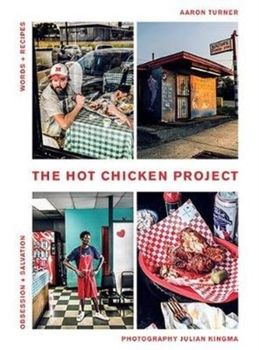 AARON TURNER
WORDS + RECIPES
THE HOT CHICKEN PROJECT
OBSESSION + SALVATION
PHOTOGRAPHY JULIAN KINGMA